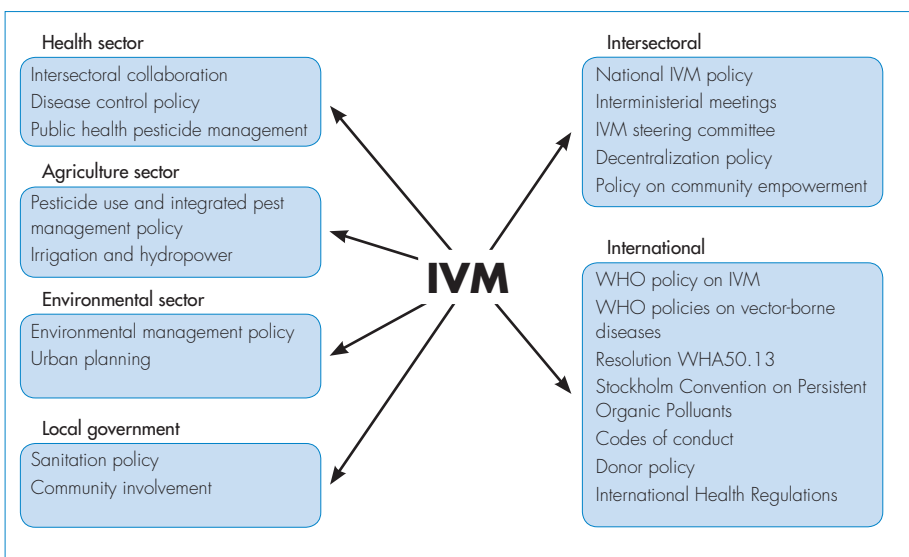 Health sector
Intersectoral collaboration
Disease control policy
Public health pesticide management
Agriculture sector
Pesticide use and integrated pest
management policy
Irrigation and hydropower
Environmental sector
Environmental management policy
Urban planning
Local government
Sanitation policy
Community involvement
IVM
Intersectoral
National IVM policy
Interministerial meetings
IVM steering committee
Decentralization policy
Policy on community empowerment
International
WHO policy on IVM
WHO policies on vector-borne
diseases
Resolution WHA50.13
Stockholm Convention on Persistent
Organic Polluants
Codes of conduct
Donor policy
International Health Regulations